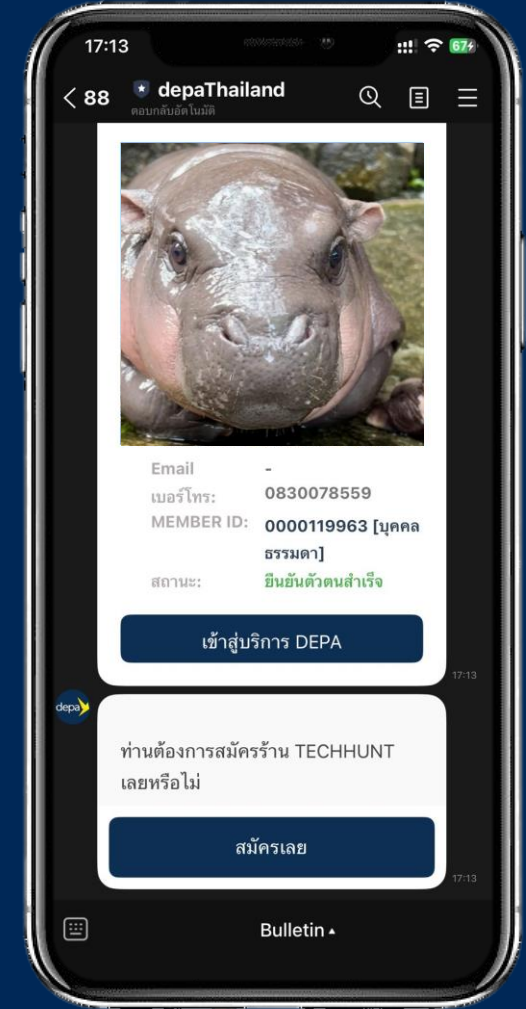 17:13
67
88
depaThailand
ตอบกลับอัตโนมัติ
Email -
เบอร์โทร: 0830078559
MEMBER ID: 0000119963 [บุคคล
ธรรมดา]
สถานะ: ยืนยันตัวตนสำเร็จ
เข้าสู่บริการ DEPA
17:13
depa
ท่านต้องการสมัครร้าน TECHHUNT
เลยหรือไม่
สมัครเลย
17:13
Bulletin